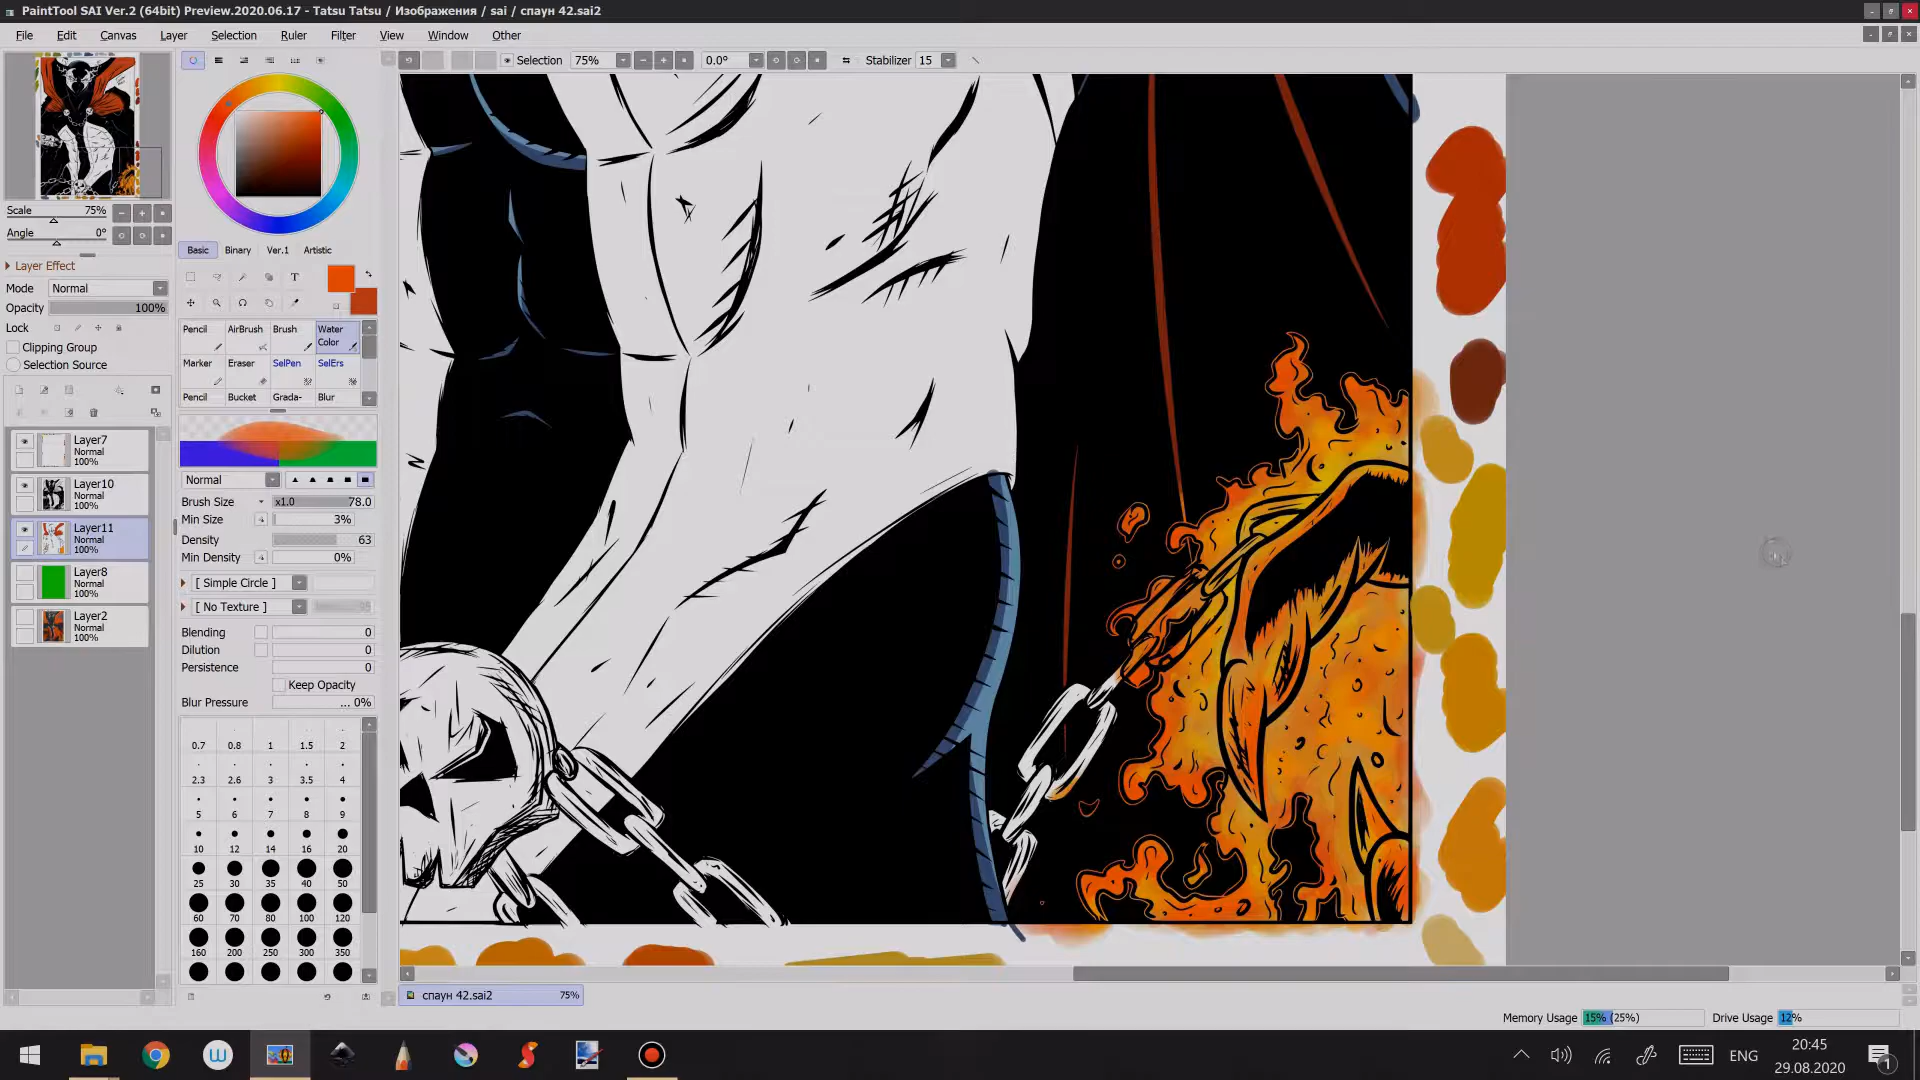 PaintTool SAI Ver.2 (64bit) Preview.2020.06.17 - Tatsu Tatsu / Изображения / sai / спаун 42.sai2
File Edit Canvas Layer Selection Ruler Filter View Window Other
Selection 75% 0.0° Stabilizer 15
Scale 75%
Angle 0°
Layer Effect
Mode Normal
Opacity 100%
Lock
Clipping Group
Selection Source
Layer7
Normal
100%
Layer10
Normal
100%
Layer11
Normal
100%
Layer8
Normal
100%
Layer2
Normal
100%
Basic Binary Ver.1 Artistic
T
Pencil AirBrush Brush Water Color
Marker Eraser SelPen SelErs
Pencil Bucket Grada- Blur
Normal
Brush Size x1.0 78.0
Min Size 3%
Density 63
Min Density 0%
[ Simple Circle ]
[ No Texture ]
Blending 0
Dilution 0
Persistence 0
Keep Opacity
Blur Pressure ... 0%
0.7 0.8 1 1.5 2
2.3 2.6 3 3.5 4
5 6 7 8 9
10 12 14 16 20
25 30 35 40 50
60 70 80 100 120
160 200 250 300 350
спаун 42.sai2 75%
Memory Usage 15% (25%) Drive Usage 12%
ENG
20:45
29.08.2020
1